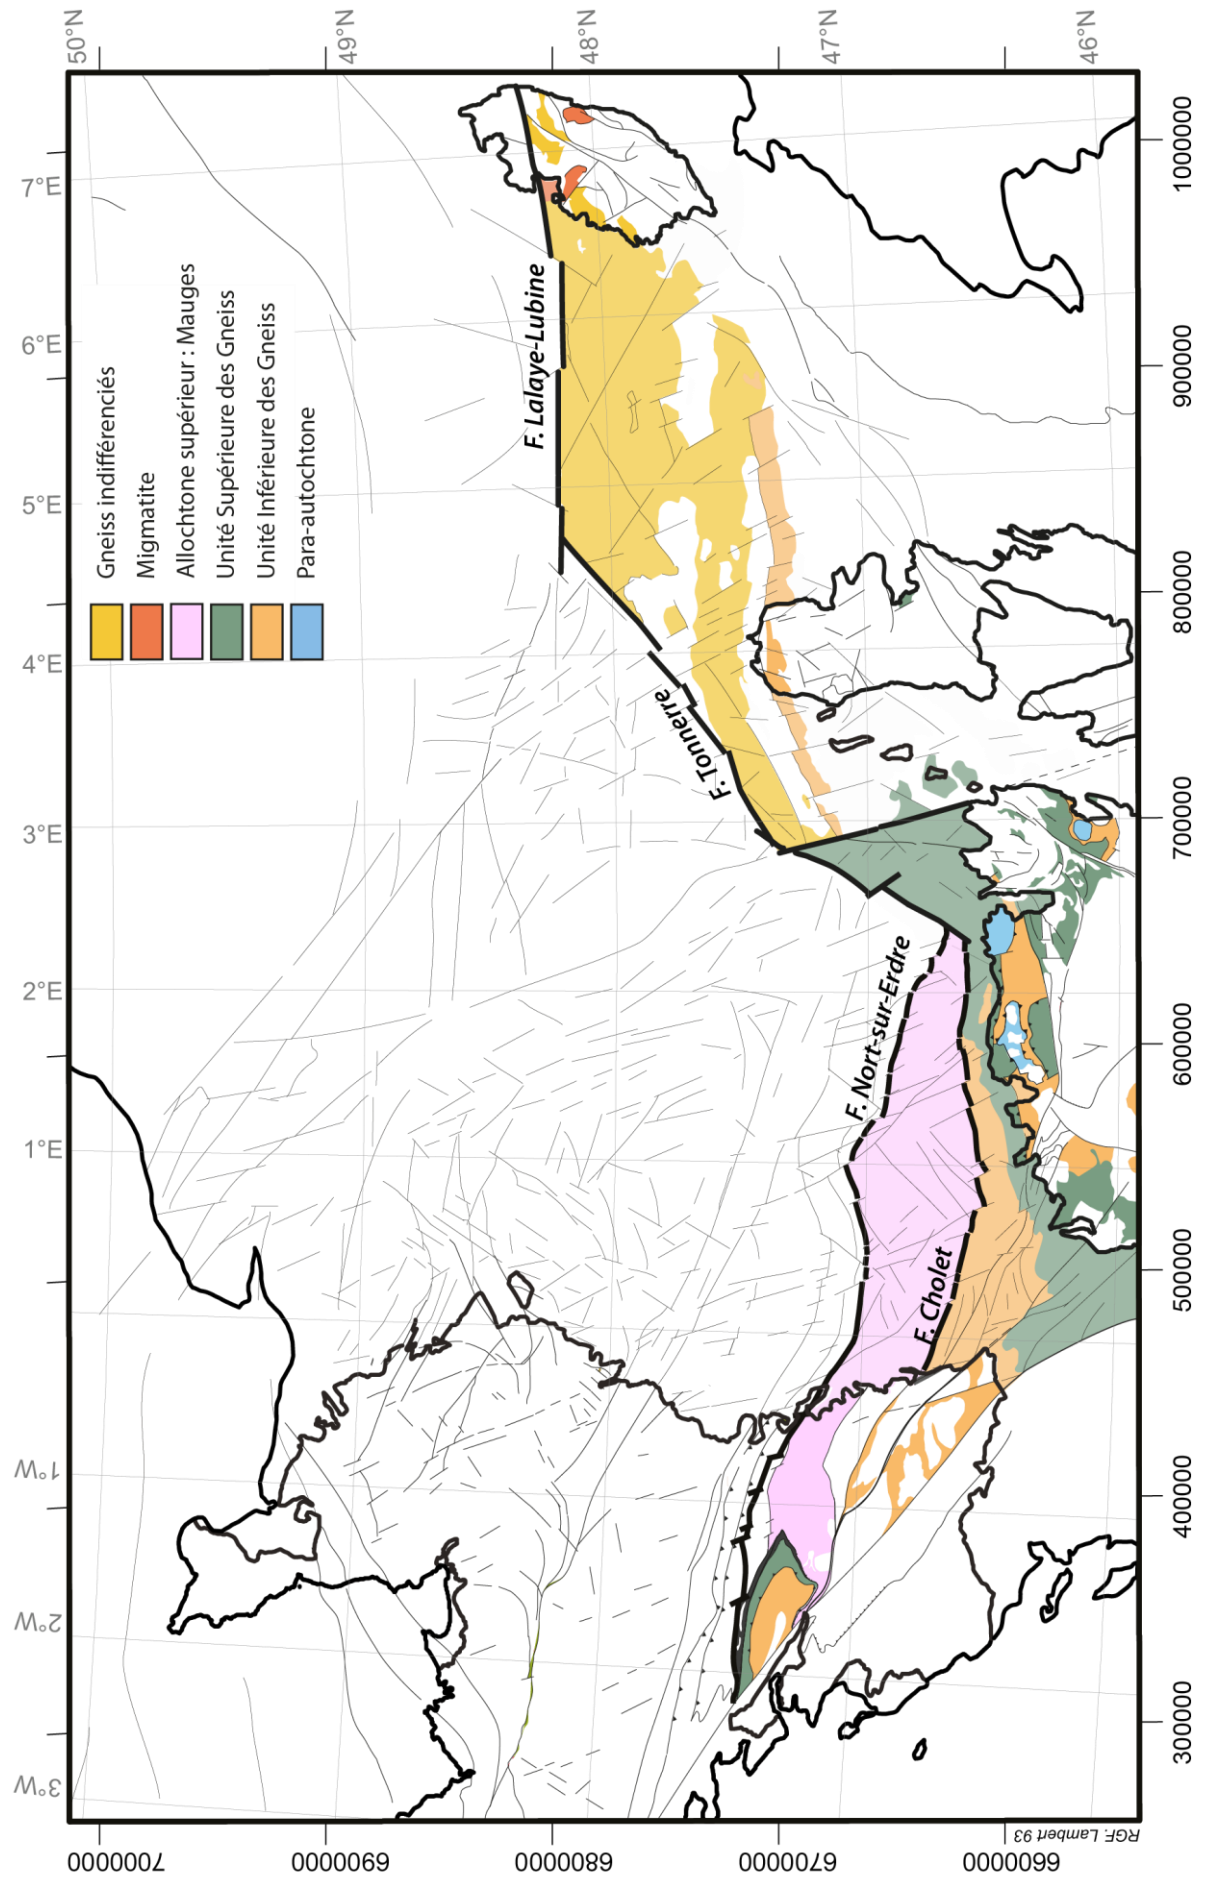 50°N
49°N
48°N
47°N
46°N
7°E
6°E
5°E
4°E
3°E
2°E
1°E
1°W
2°W
3°W
Gneiss indifférenciés
Migmatite
Allochtone supérieur : Mauges
Unité Supérieure des Gneiss
Unité Inférieure des Gneiss
Para-autochtone
F. Lalaye-Lubine
F. Tonnerre
F. Nort-sur-Erdre
F. Cholet
1000000
900000
800000
700000
600000
500000
400000
300000
7000000
6900000
6800000
6700000
6600000
RGF. Lambert 93